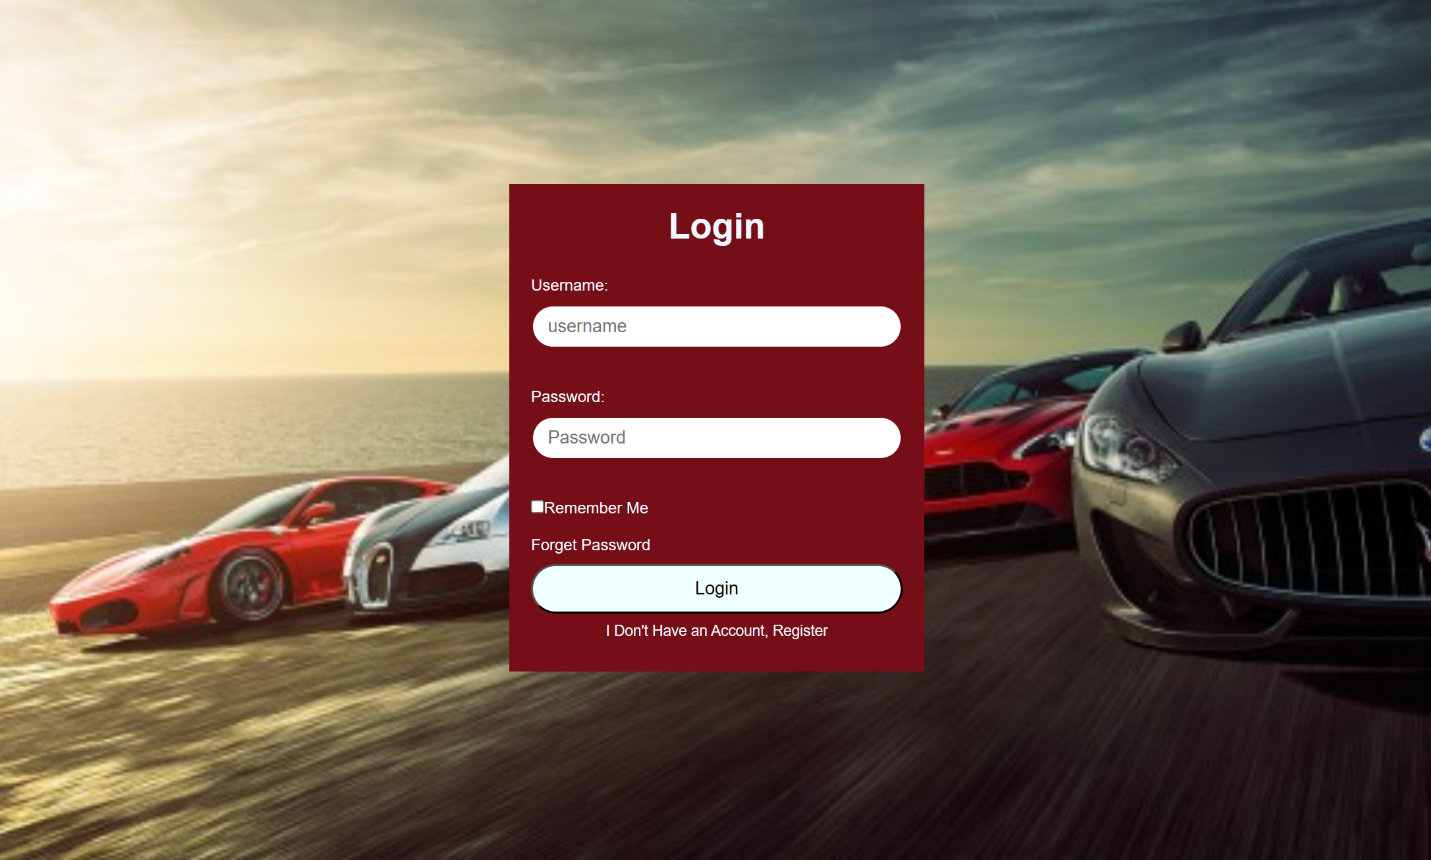 Login
Username:
username
Password:
Password
Remember Me
Forget Password
Login
I Don't Have an Account, Register